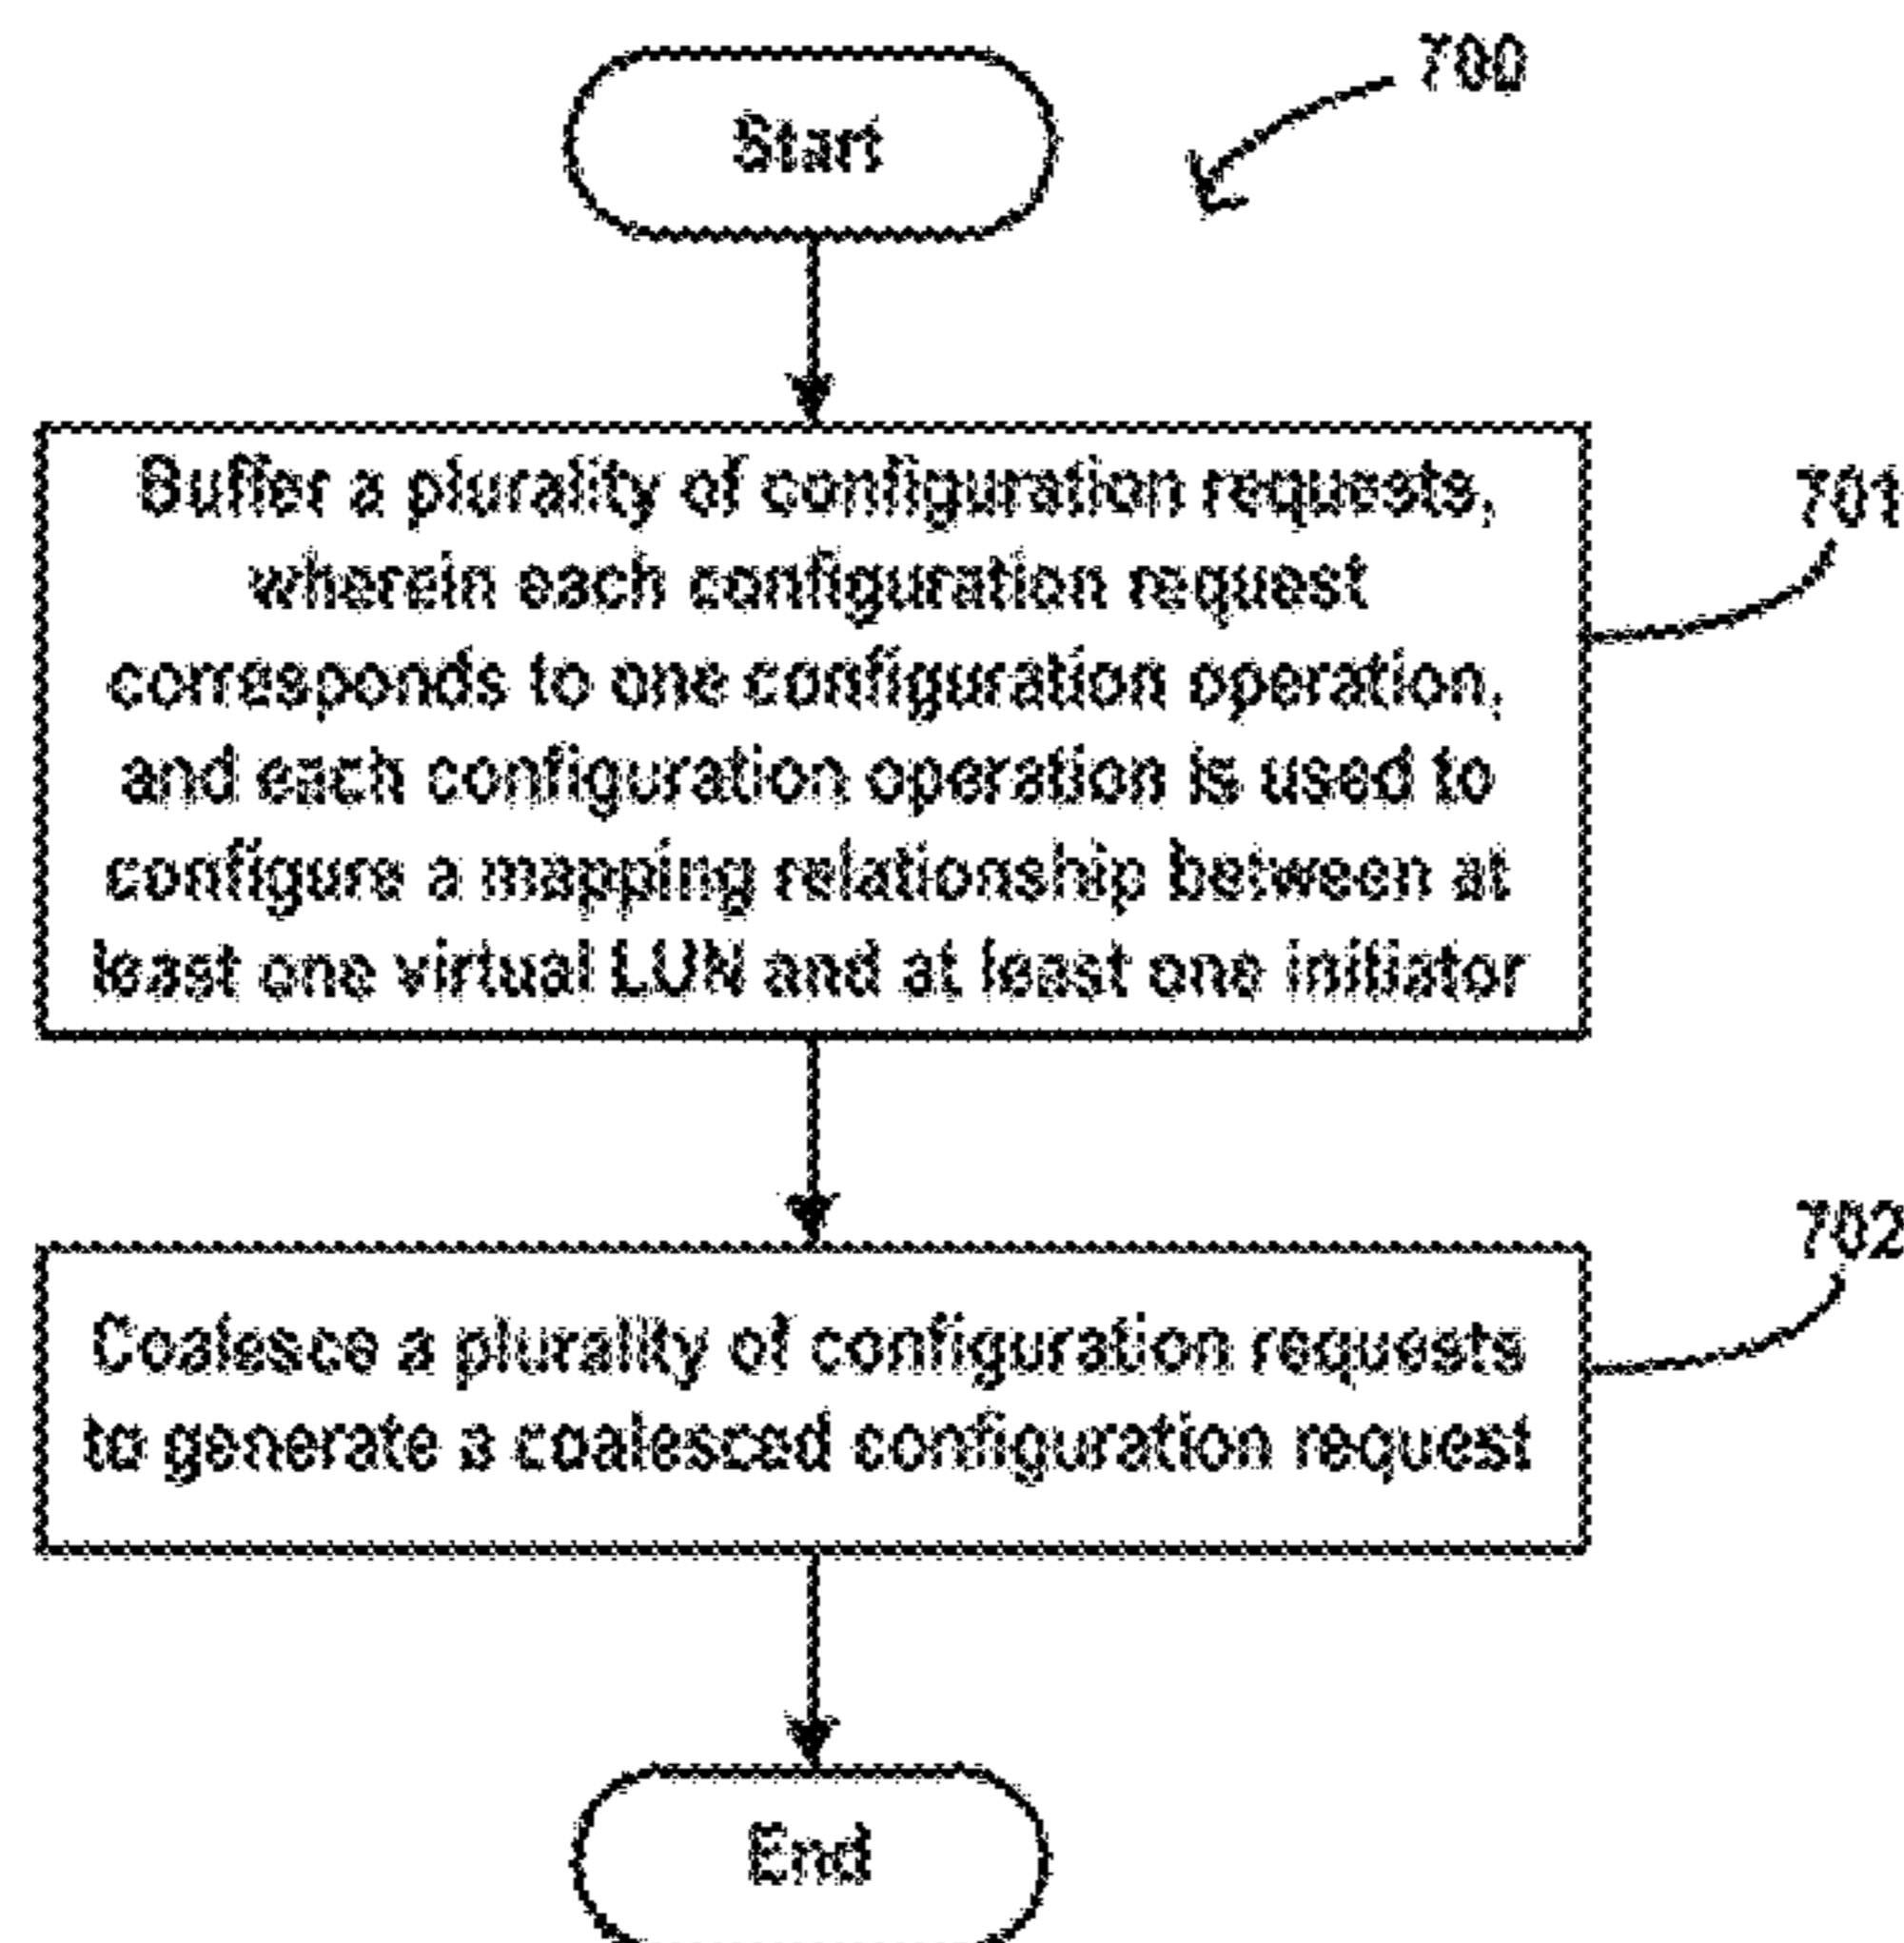 700
Start
Buffer a plurality of configuration requests,
wherein each configuration request
corresponds to one configuration operation,
and each configuration operation is used to
configure a mapping relationship between at
least one virtual LUN and at least one initiator
701
Coalesce a plurality of configuration requests
to generate a coalesced configuration request
702
End